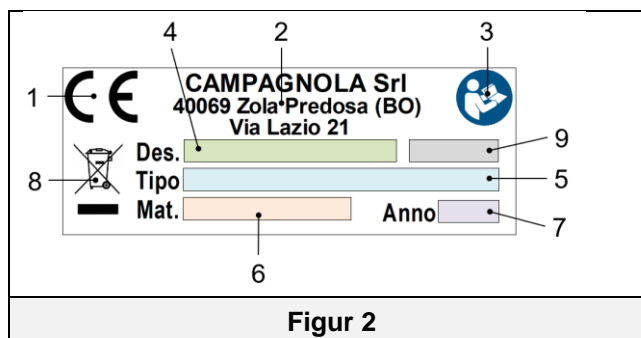 4 2 3
1 CE CAMPAGNOLA Srl
40069 Zola Predosa (BO)
Via Lazio 21
Des. 9
8 Tipo 5
Mat. Anno 7
6
Figur 2